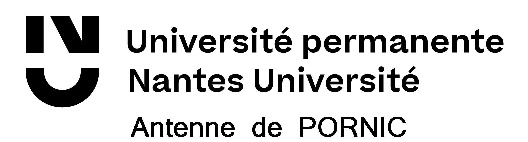 Université permanente
Nantes Université
Antenne de PORNIC